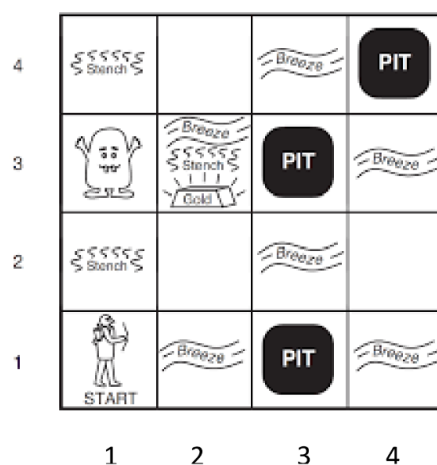 4 Stench Breeze PIT
3 Breeze Stench Gold PIT Breeze
2 Stench Breeze
1 START Breeze PIT Breeze
1 2 3 4